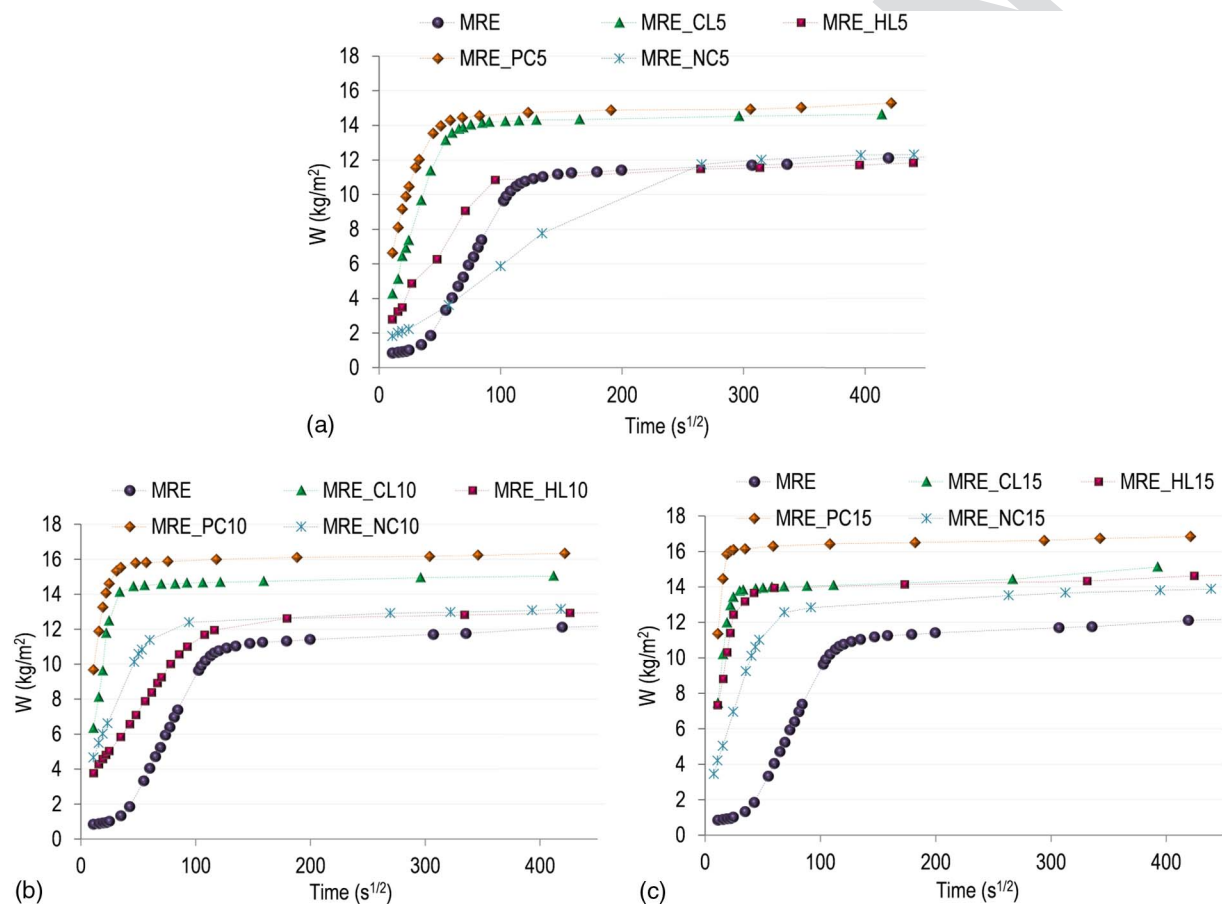 MRE MRE_CL5 MRE_HL5
MRE_PC5 MRE_NC5
18
16
14
12
10
8
6
4
2
0
W (kg/m²)
0 100 200 300 400
Time (s^1/2)
(a)
MRE MRE_CL10 MRE_HL10
MRE_PC10 MRE_NC10
18
16
14
12
10
8
6
4
2
0
W (kg/m²)
0 100 200 300 400
Time (s^1/2)
(b)
MRE MRE_CL15 MRE_HL15
MRE_PC15 MRE_NC15
18
16
14
12
10
8
6
4
2
0
W (kg/m²)
0 100 200 300 400
Time (s^1/2)
(c)